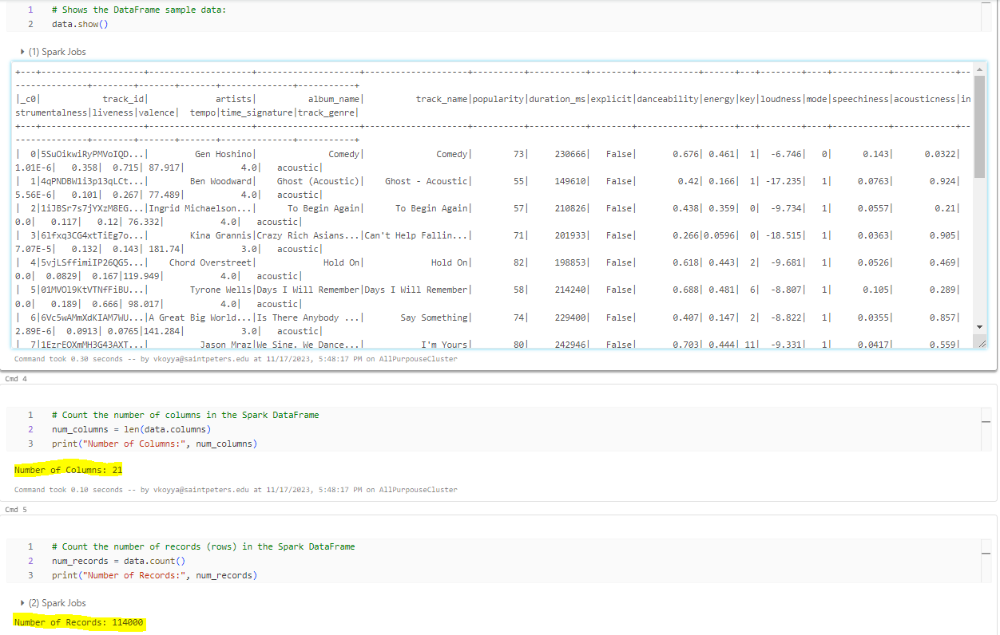 1 # Shows the DataFrame sample data:
2 data.show()
(1) Spark Jobs
+---+--------------------+--------------------+--------------------+--------------------+----------+-----------+--------+------------+------+---+--------+----+-----------+------------+--
--------------+--------+-------+-------+--------------+-----------+
|_c0| track_id| artists| album_name| track_name|popularity|duration_ms|explicit|danceability|energy|key|loudness|mode|speechiness|acousticness|in
strumentalness|liveness|valence| tempo|time_signature|track_genre|
+---+--------------------+--------------------+--------------------+--------------------+----------+-----------+--------+------------+------+---+--------+----+-----------+------------+--
--------------+--------+-------+-------+--------------+-----------+
| 0|5SuOikwiRyPMVoIQD...| Gen Hoshino| Comedy| Comedy| 73| 230666| False| 0.676| 0.461| 1| -6.746| 0| 0.143| 0.0322|
1.01E-6| 0.358| 0.715| 87.917| 4.0| acoustic|
| 1|4qPNDBW1i3p13qLCt...| Ben Woodward| Ghost (Acoustic)| Ghost - Acoustic| 55| 149610| False| 0.42| 0.166| 1| -17.235| 1| 0.0763| 0.924|
5.56E-6| 0.101| 0.267| 77.489| 4.0| acoustic|
| 2|1iJBSr7s7jYXzM8EG...|Ingrid Michaelson...| To Begin Again| To Begin Again| 57| 210826| False| 0.438| 0.359| 0| -9.734| 1| 0.0557| 0.21|
0.0| 0.117| 0.12| 76.332| 4.0| acoustic|
| 3|6lfxq3CG4xtTiEg7o...| Kina Grannis|Crazy Rich Asians...|Can't Help Fallin...| 71| 201933| False| 0.266|0.0596| 0| -18.515| 1| 0.0363| 0.905|
7.07E-5| 0.132| 0.143| 181.74| 3.0| acoustic|
| 4|5vjLSffimiIP26QG5...| Chord Overstreet| Hold On| Hold On| 82| 198853| False| 0.618| 0.443| 2| -9.681| 1| 0.0526| 0.469|
0.0| 0.0829| 0.167|119.949| 4.0| acoustic|
| 5|01MVOl9KtVTNfFiBU...| Tyrone Wells|Days I Will Remember|Days I Will Remember| 58| 214240| False| 0.688| 0.481| 6| -8.807| 1| 0.105| 0.289|
0.0| 0.189| 0.666| 98.017| 4.0| acoustic|
| 6|6Vc5wAMmXdKIAM7WU...|A Great Big World...|Is There Anybody ...| Say Something| 74| 229400| False| 0.407| 0.147| 2| -8.822| 1| 0.0355| 0.857|
2.89E-6| 0.0913| 0.0765|141.284| 3.0| acoustic|
| 7|1EzrEOXmMH3G43AXT...| Jason Mraz|We Sing. We Dance...| I'm Yours| 80| 242946| False| 0.703| 0.444| 11| -9.331| 1| 0.0417| 0.559|
Command took 0.30 seconds -- by vkoyya@saintpeters.edu at 11/17/2023, 5:48:17 PM on AllPurpouseCluster
Cmd 4
1 # Count the number of columns in the Spark DataFrame
2 num_columns = len(data.columns)
3 print("Number of Columns:", num_columns)
Number of Columns: 21
Command took 0.10 seconds -- by vkoyya@saintpeters.edu at 11/17/2023, 5:48:17 PM on AllPurpouseCluster
Cmd 5
1 # Count the number of records (rows) in the Spark DataFrame
2 num_records = data.count()
3 print("Number of Records:", num_records)
(2) Spark Jobs
Number of Records: 114000